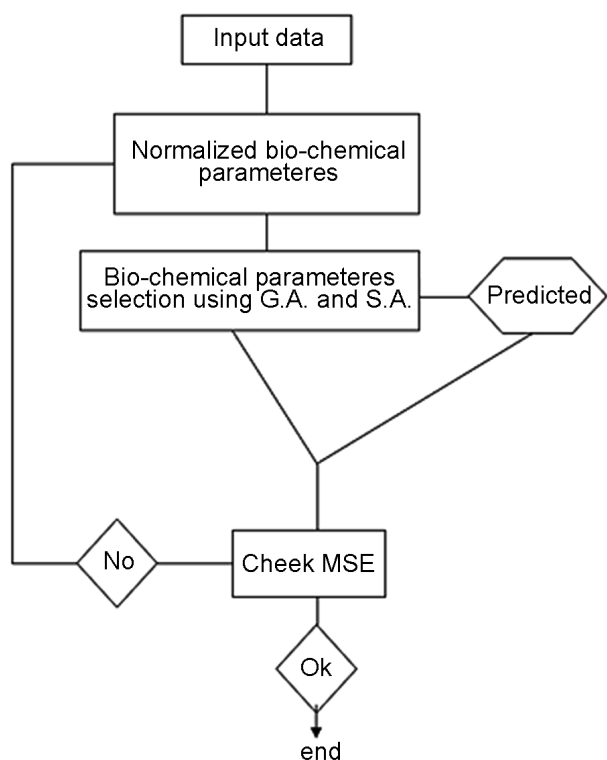 Input data
Normalized bio-chemical
parameteres
Bio-chemical parameteres
selection using G.A. and S.A.
Predicted
No
Cheek MSE
Ok
end